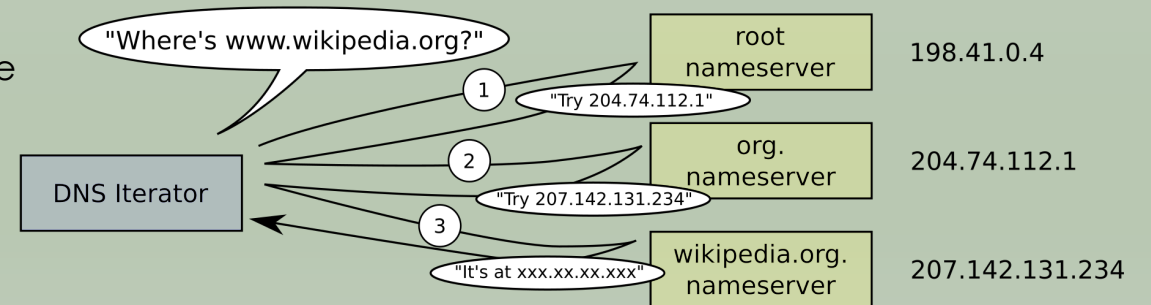 e
"Where's www.wikipedia.org?"
root
nameserver
198.41.0.4
1
"Try 204.74.112.1"
org.
nameserver
204.74.112.1
2
"Try 207.142.131.234"
DNS Iterator
3
wikipedia.org.
nameserver
207.142.131.234
"It's at xxx.xx.xx.xxx"